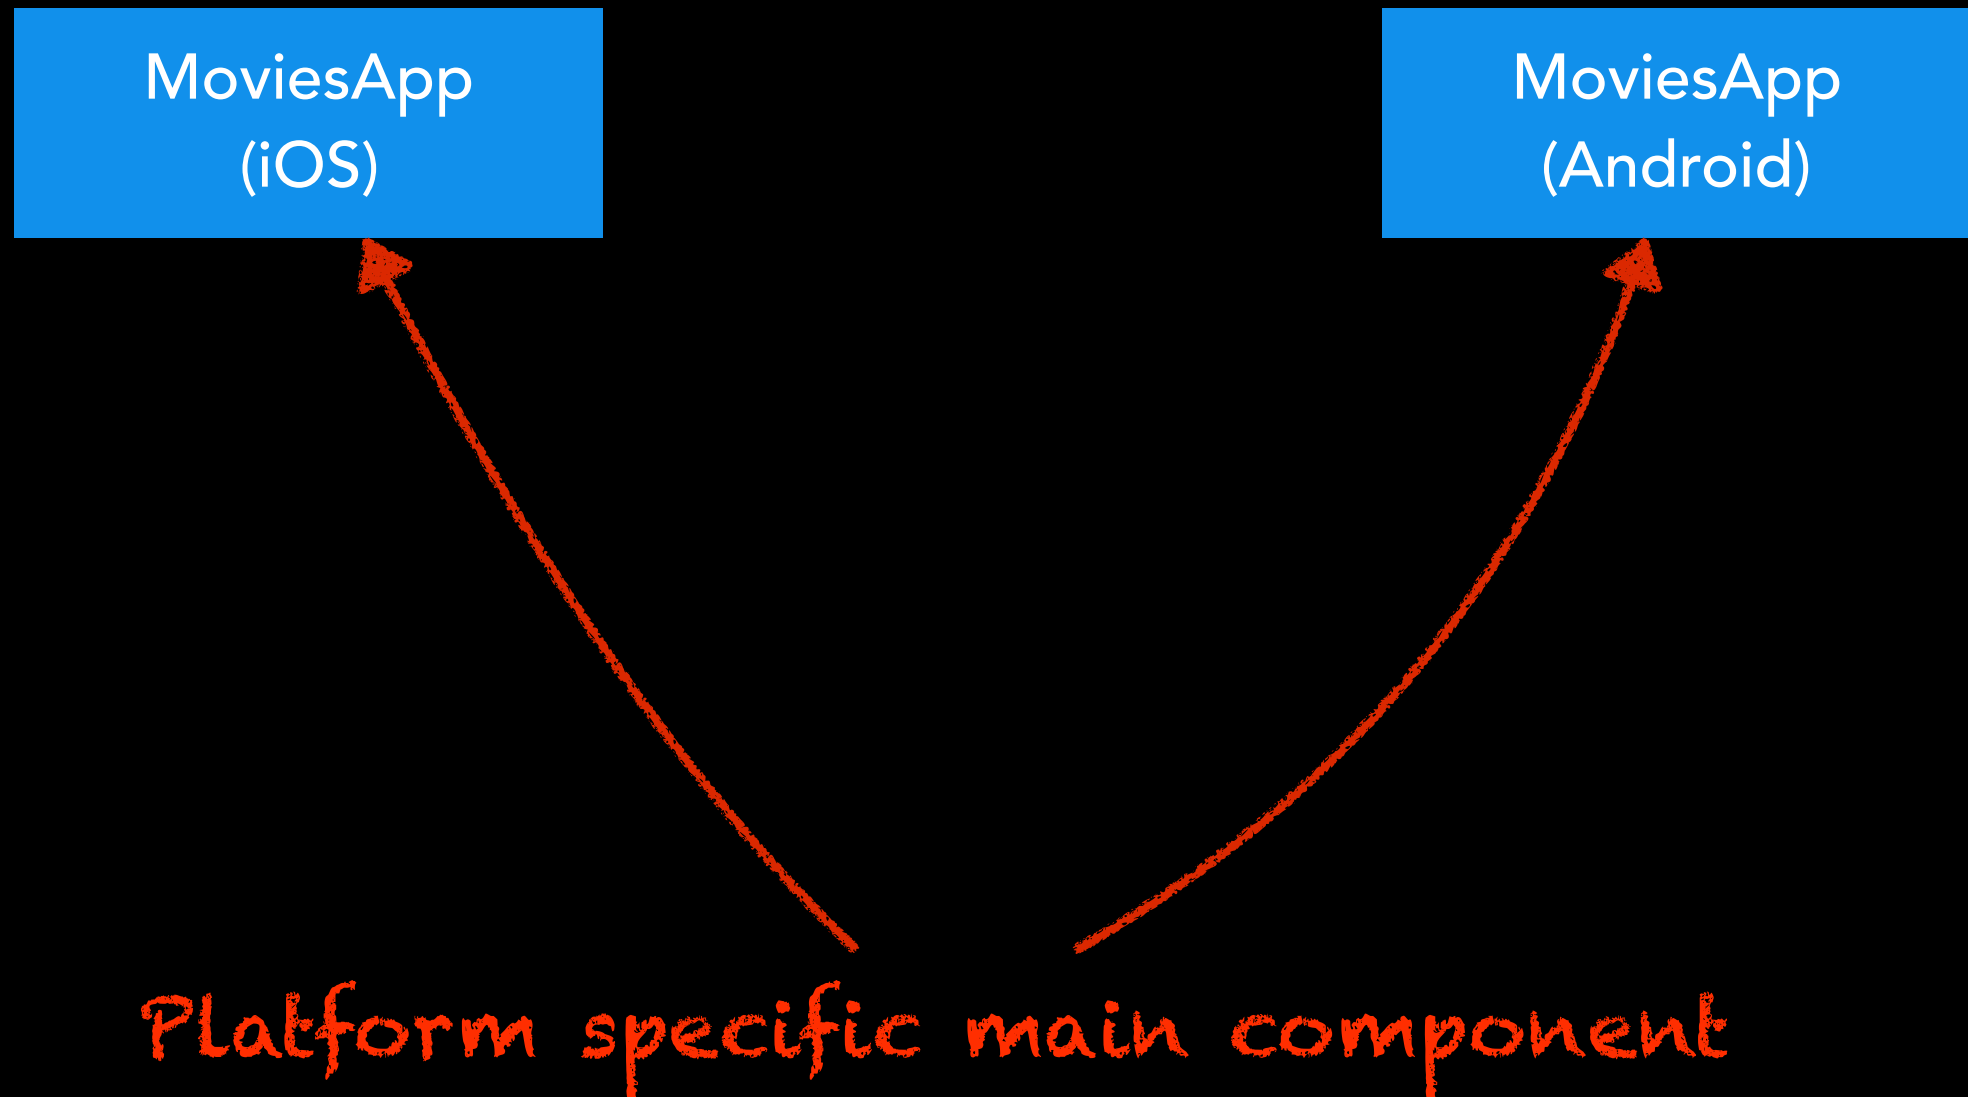 MoviesApp
(iOS)
MoviesApp
(Android)
Platform specific main component